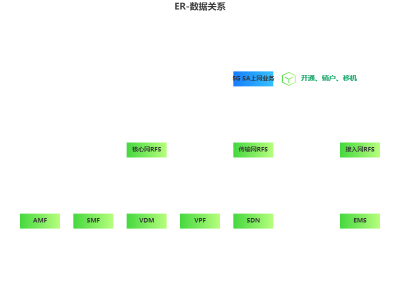 ER-数据关系
5G SA上网业务
开通、销户、移机
核心网RFS
传输网RFS
接入网RFS
AMF
SMF
VDM
VPF
SDN
EMS